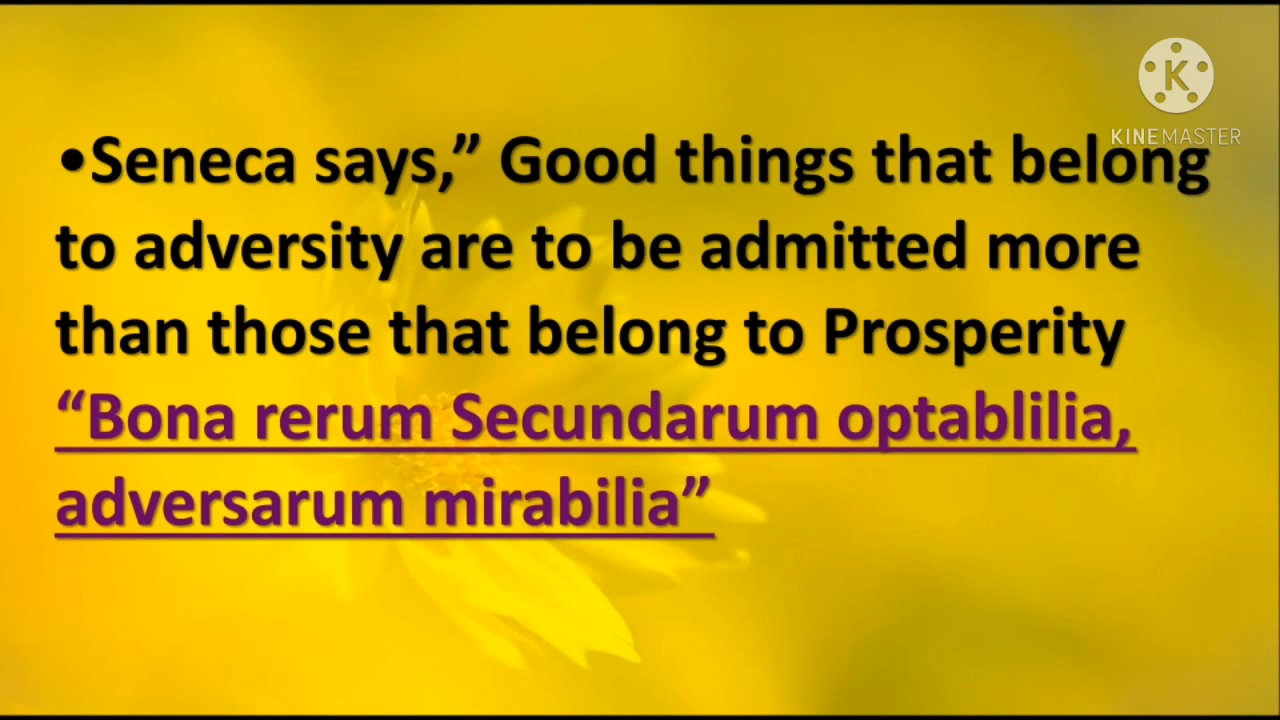 KINEMASTER
•Seneca says,” Good things that belong
to adversity are to be admitted more
than those that belong to Prosperity
“Bona rerum Secundarum optablilia,
adversarum mirabilia”